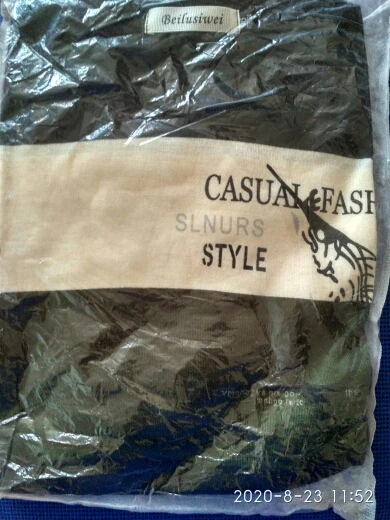 Beilusiwei
CASUAL FASH
SLNURS
STYLE
2020-8-23 11:52